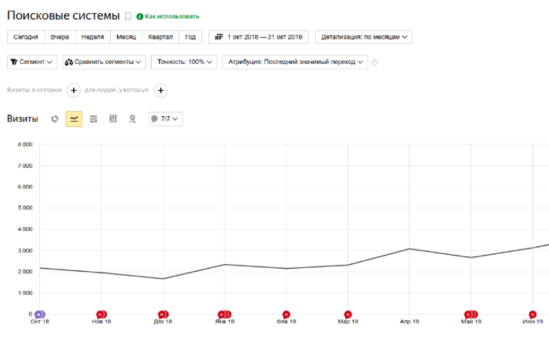 Поисковые системы Как использовать
Сегодня Вчера Неделя Месяц Квартал Год 1 окт 2018 — 31 окт 2019 Детализация: по месяцам
Сегмент Сравнить сегменты Точность: 100% Атрибуция: Последний значимый переход
Визиты, в которых + для людей, у которых +
Визиты 7/7
8 000
7 000
6 000
5 000
4 000
3 000
2 000
1 000
0
Окт 18 Ноя 18 Дек 18 Янв 19 Фев 19 Мар 19 Апр 19 Май 19 Июн 19